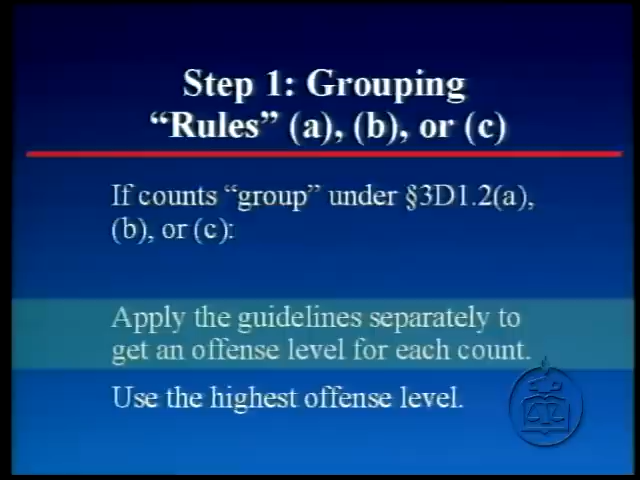 Step 1: Grouping
“Rules” (a), (b), or (c)
If counts “group” under §3D1.2(a),
(b), or (c):
Apply the guidelines separately to
get an offense level for each count.
Use the highest offense level.